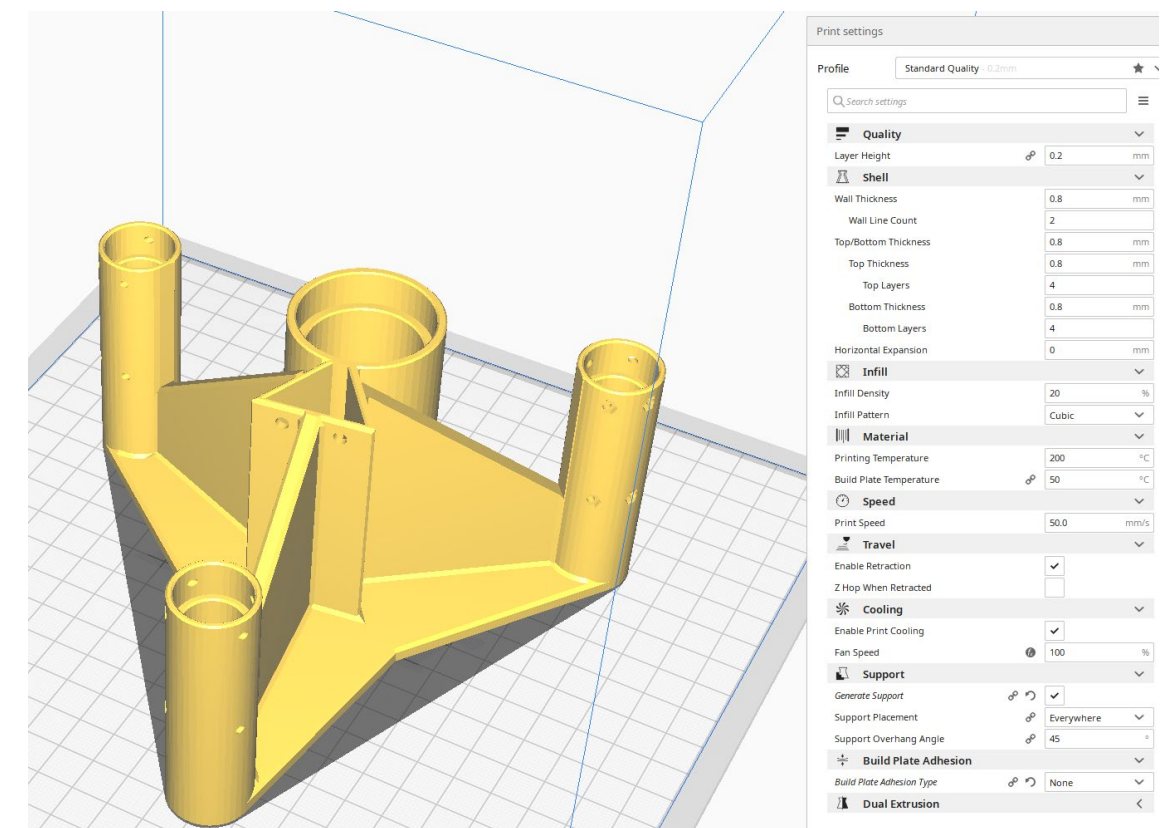 Print settings
Profile Standard Quality - 0.2mm
Search settings
Quality
Layer Height 0.2 mm
Shell
Wall Thickness 0.8 mm
Wall Line Count 2
Top/Bottom Thickness 0.8 mm
Top Thickness 0.8 mm
Top Layers 4
Bottom Thickness 0.8 mm
Bottom Layers 4
Horizontal Expansion 0 mm
Infill
Infill Density 20 %
Infill Pattern Cubic
Material
Printing Temperature 200 °C
Build Plate Temperature 50 °C
Speed
Print Speed 50.0 mm/s
Travel
Enable Retraction
Z Hop When Retracted
Cooling
Enable Print Cooling
Fan Speed 100 %
Support
Generate Support
Support Placement Everywhere
Support Overhang Angle 45 °
Build Plate Adhesion
Build Plate Adhesion Type None
Dual Extrusion